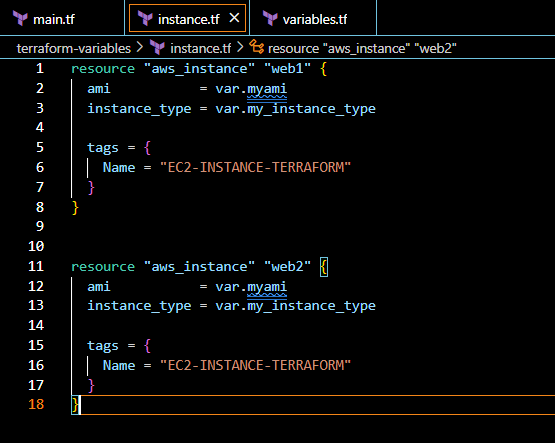 main.tf instance.tf variables.tf
terraform-variables > instance.tf > resource "aws_instance" "web2"
1 resource "aws_instance" "web1" {
2   ami           = var.myami
3   instance_type = var.my_instance_type
4
5   tags = {
6     Name = "EC2-INSTANCE-TERRAFORM"
7   }
8 }
9
10
11 resource "aws_instance" "web2" {
12   ami           = var.myami
13   instance_type = var.my_instance_type
14
15   tags = {
16     Name = "EC2-INSTANCE-TERRAFORM"
17   }
18 }